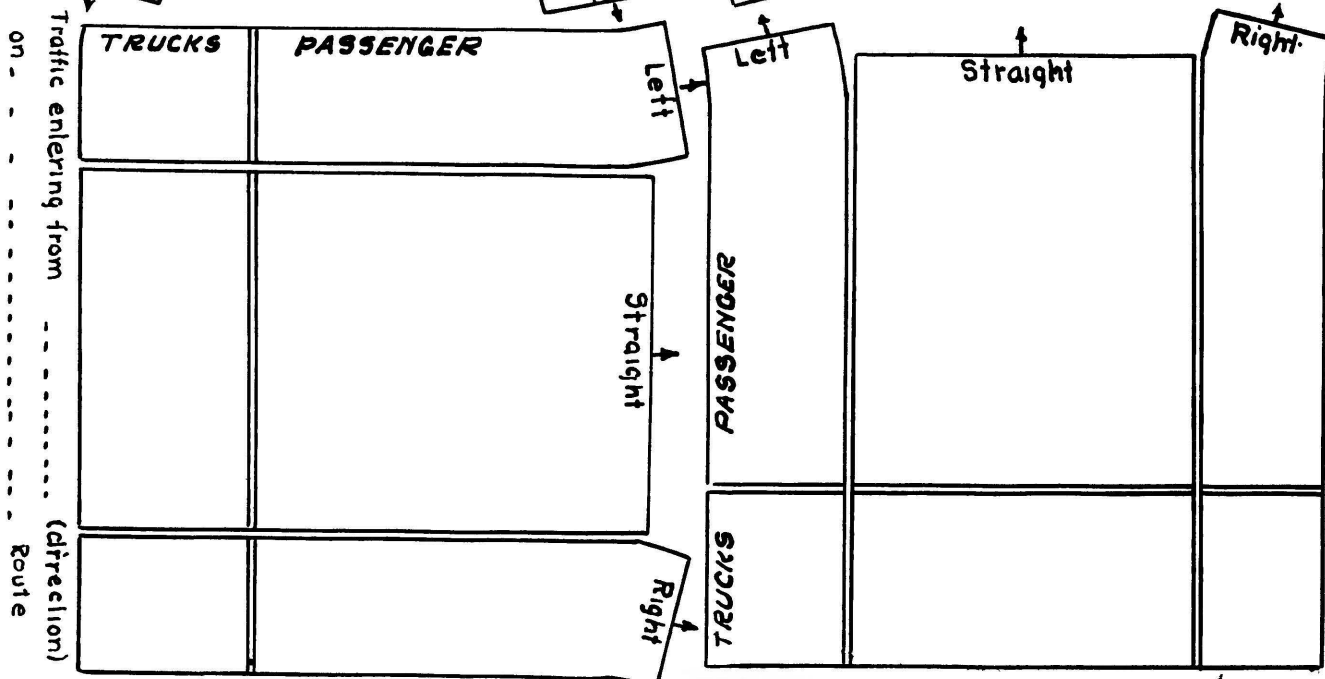 TRUCKS PASSENGER
Left
Straight
Right
Traffic entering from -- - ------- (direction)
on - - - -- - - - - - - - - - -- - -- - Route
Left
Straight
Right
PASSENGER
TRUCKS